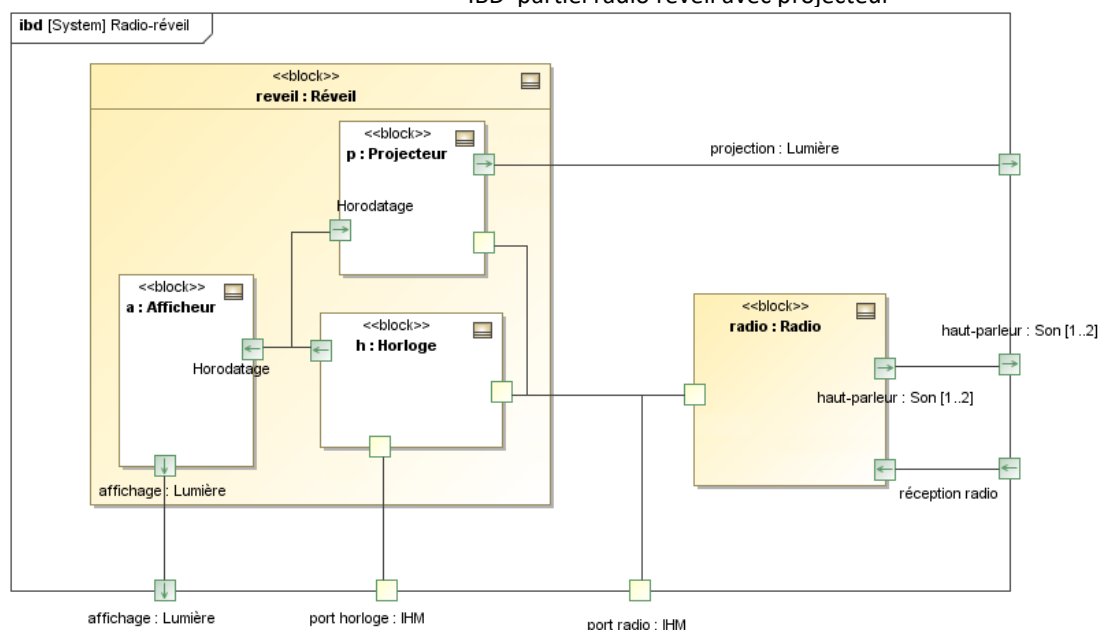 IBD partiel radio réveil avec projecteur
ibd [System] Radio-réveil
<<block>>
reveil : Réveil
<<block>>
p : Projecteur
projection : Lumière
Horodatage
<<block>>
a : Afficheur
<<block>>
h : Horloge
<<block>>
radio : Radio
haut-parleur : Son [1..2]
Horodatage
haut-parleur : Son [1..2]
affichage : Lumière
réception radio
affichage : Lumière
port horloge : IHM
port radio : IHM